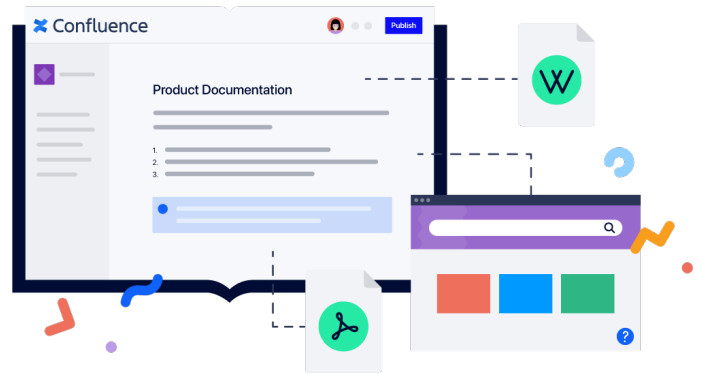 Confluence
Publish
Product Documentation
1.
2.
3.
W
?